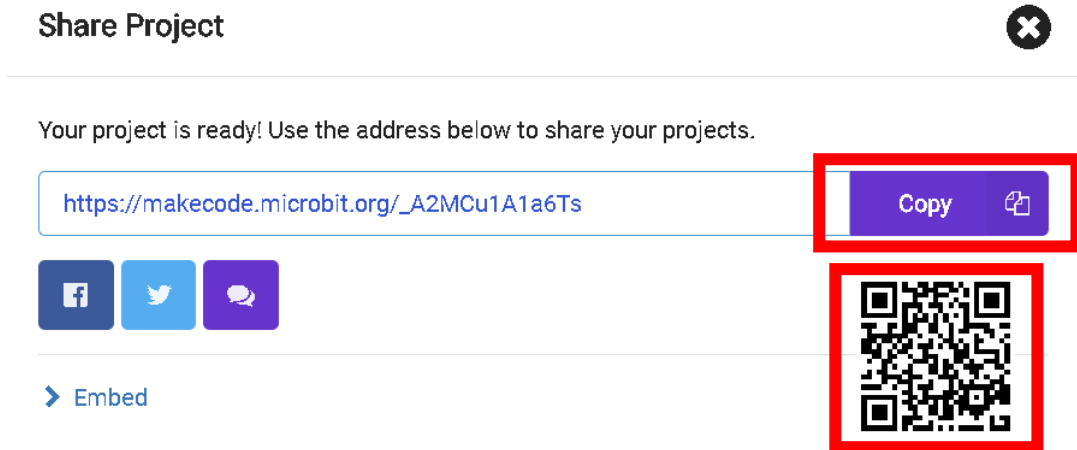 Share Project
Your project is ready! Use the address below to share your projects.
https://makecode.microbit.org/_A2MCu1A1a6Ts
Copy
Embed